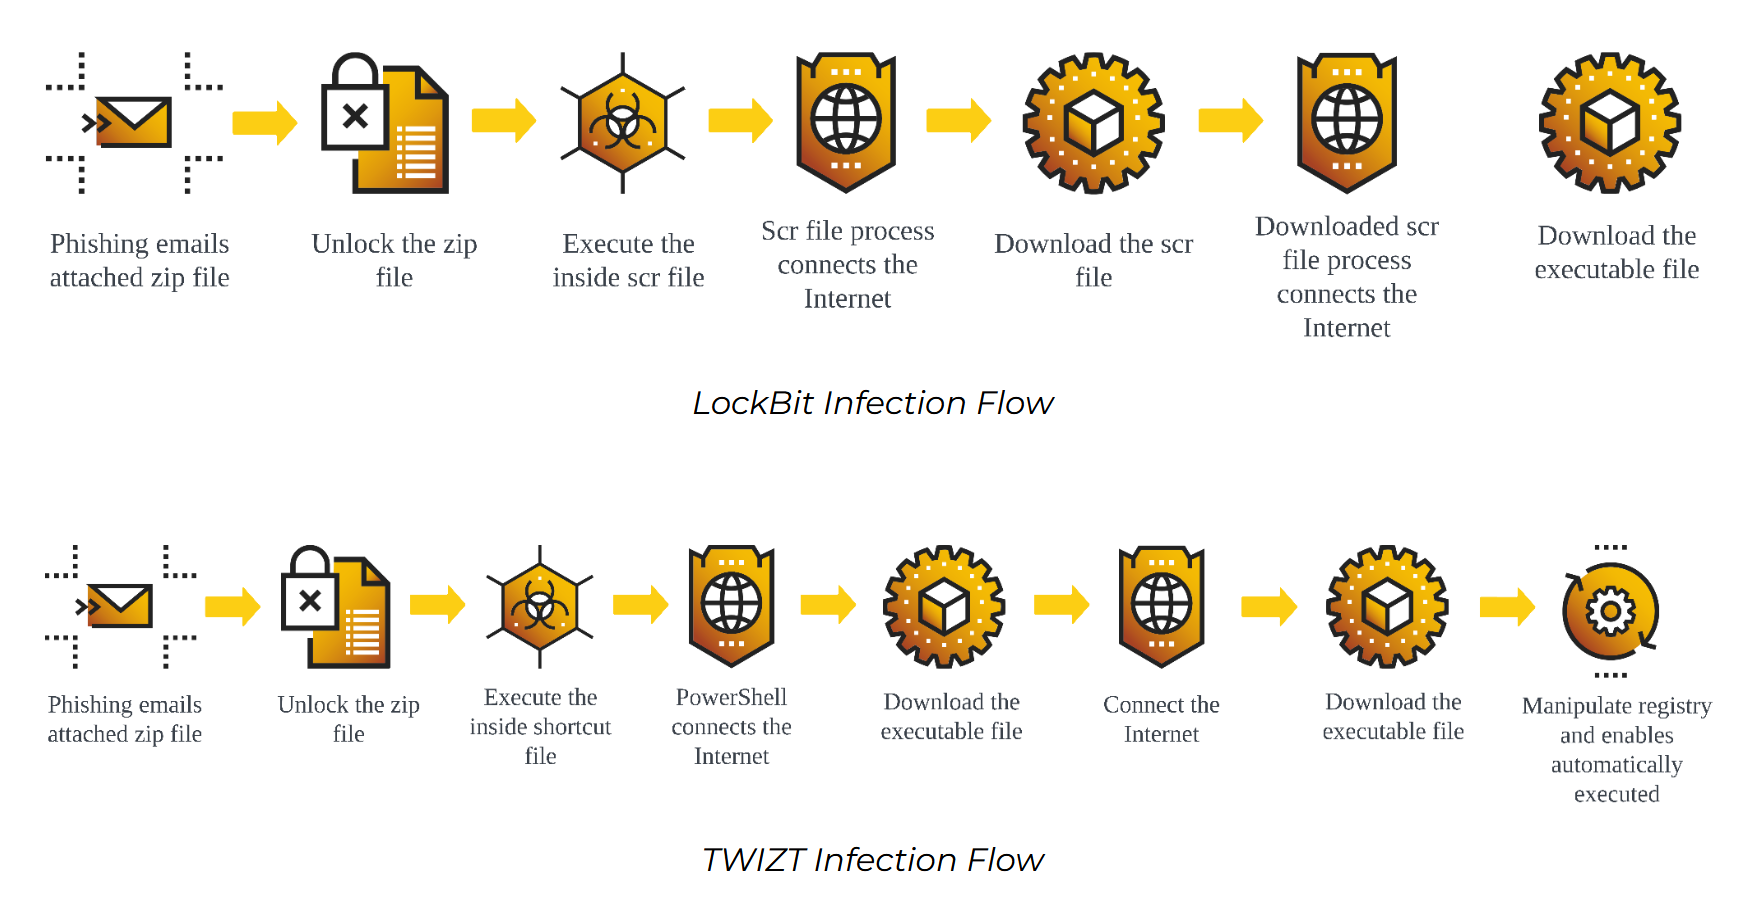 Phishing emails
attached zip file
Unlock the zip
file
Execute the
inside scr file
Scr file process
connects the
Internet
Download the scr
file
Downloaded scr
file process
connects the
Internet
Download the
executable file
LockBit Infection Flow
Phishing emails
attached zip file
Unlock the zip
file
Execute the
inside shortcut
file
PowerShell
connects the
Internet
Download the
executable file
Connect the
Internet
Download the
executable file
Manipulate registry
and enables
automatically
executed
TWIZT Infection Flow